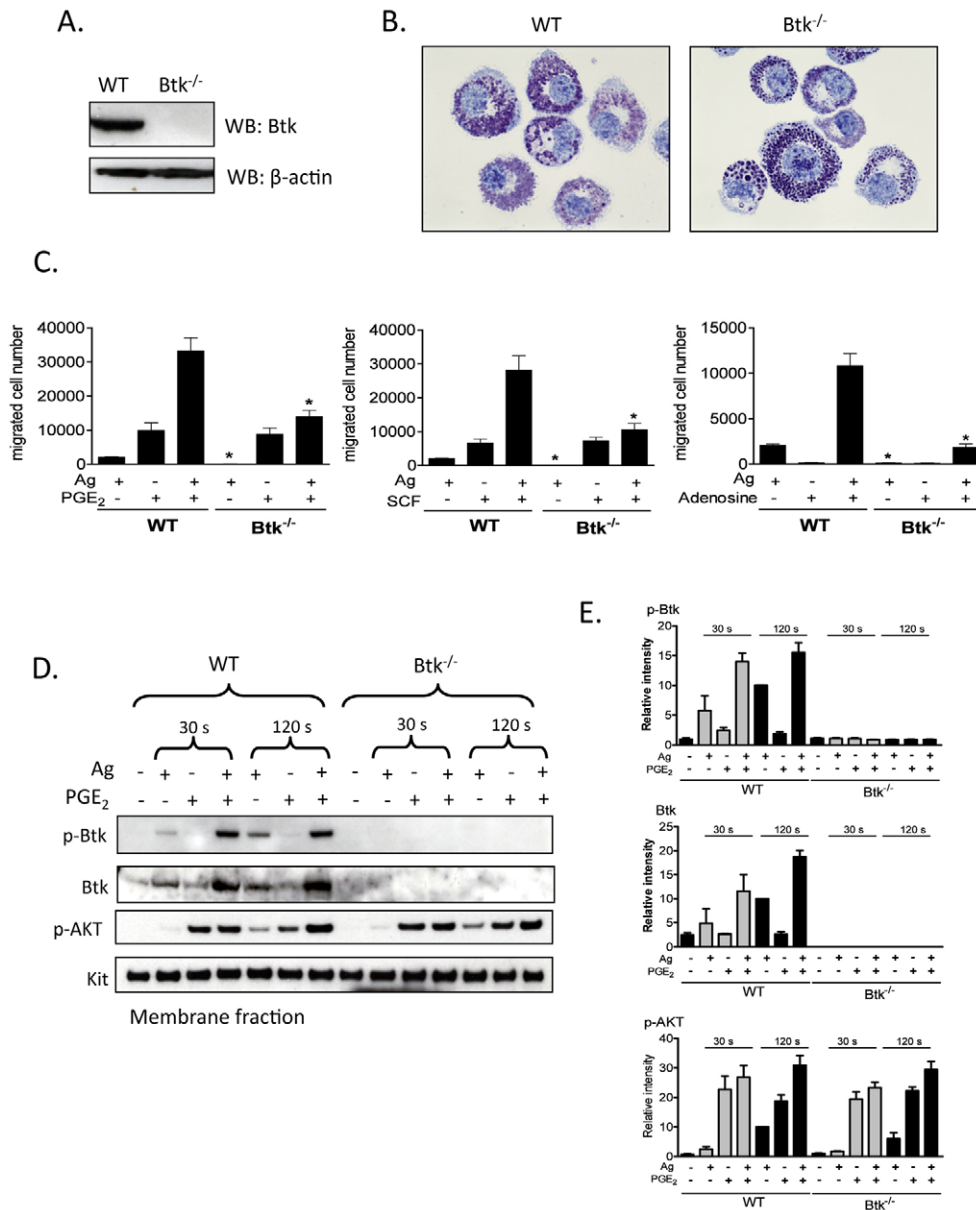 A.
WT Btk-/-
WB: Btk
WB: β-actin
B.
WT Btk-/-
C.
migrated cell number
40000
30000
20000
10000
0
*
*
Ag + - + + - +
PGE2 - + + - + +
WT Btk-/-
migrated cell number
40000
30000
20000
10000
0
*
*
Ag + - + + - +
SCF - + + - + +
WT Btk-/-
migrated cell number
15000
10000
5000
0
*
*
Ag + - + + - +
Adenosine - + + - + +
WT Btk-/-
D.
WT Btk-/-
30 s 120 s 30 s 120 s
Ag - + - + + - + - + - + + - +
PGE2 - - + + - + + - - + + - + +
p-Btk
Btk
p-AKT
Kit
Membrane fraction
E.
p-Btk
Relative intensity
20
15
10
5
0
30 s 120 s 30 s 120 s
Ag - + - + + - + - + - + + - +
PGE2 - - + + - + + - - + + - + +
WT Btk-/-
Btk
Relative intensity
20
15
10
5
0
30 s 120 s 30 s 120 s
Ag - + - + + - + - + - + + - +
PGE2 - - + + - + + - - + + - + +
WT Btk-/-
p-AKT
Relative intensity
40
30
20
10
0
30 s 120 s 30 s 120 s
Ag - + - + + - + - + - + + - +
PGE2 - - + + - + + - - + + - + +
WT Btk-/-